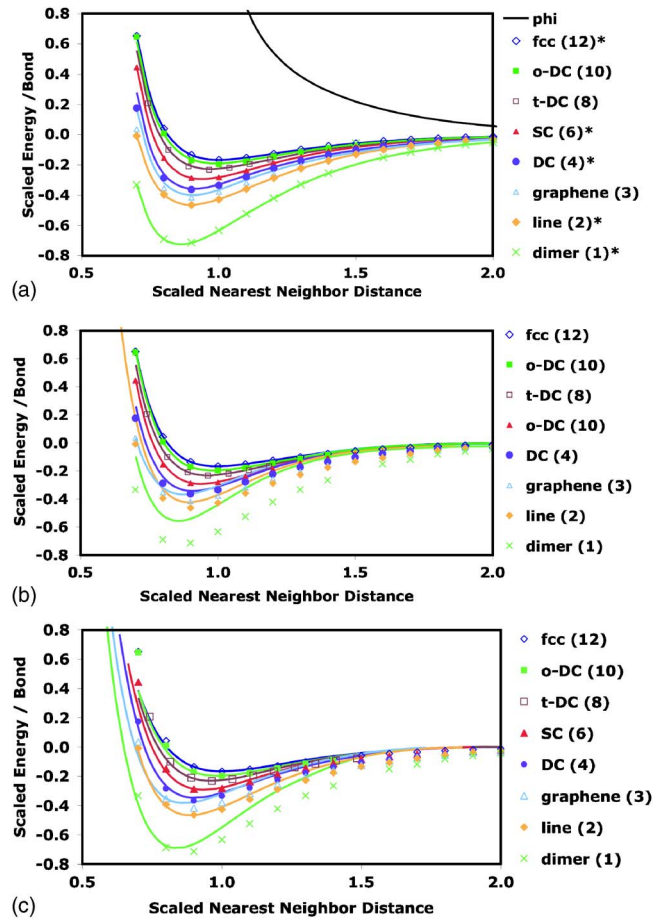 phi
fcc (12)*
o-DC (10)
t-DC (8)
SC (6)*
DC (4)*
graphene (3)
line (2)*
dimer (1)*
0.8
0.6
0.4
0.2
0.0
-0.2
-0.4
-0.6
-0.8
Scaled Energy /Bond
0.5
1.0
1.5
2.0
Scaled Nearest Neighbor Distance
(a)
fcc (12)
o-DC (10)
t-DC (8)
o-DC (10)
DC (4)
graphene (3)
line (2)
dimer (1)
0.8
0.6
0.4
0.2
0.0
-0.2
-0.4
-0.6
-0.8
Scaled Energy/Bond
0.5
1.0
1.5
2.0
Scaled Nearest Neighbor Distance
(b)
fcc (12)
o-DC (10)
t-DC (8)
SC (6)
DC (4)
graphene (3)
line (2)
dimer (1)
0.8
0.6
0.4
0.2
0.0
-0.2
-0.4
-0.6
-0.8
Scaled Energy / Bond
0.5
1.0
1.5
2.0
Scaled Nearest Neighbor Distance
(c)